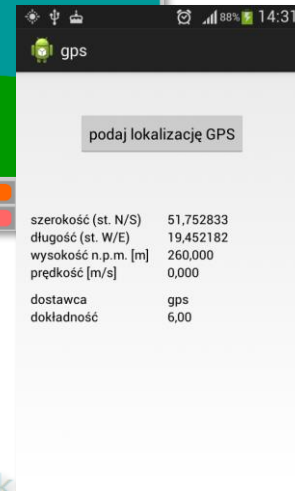 88% 14:31
gps
podaj lokalizację GPS
szerokość (st. N/S) 51,752833
długość (st. W/E) 19,452182
wysokość n.p.m. [m] 260,000
prędkość [m/s] 0,000
dostawca gps
dokładność 6,00